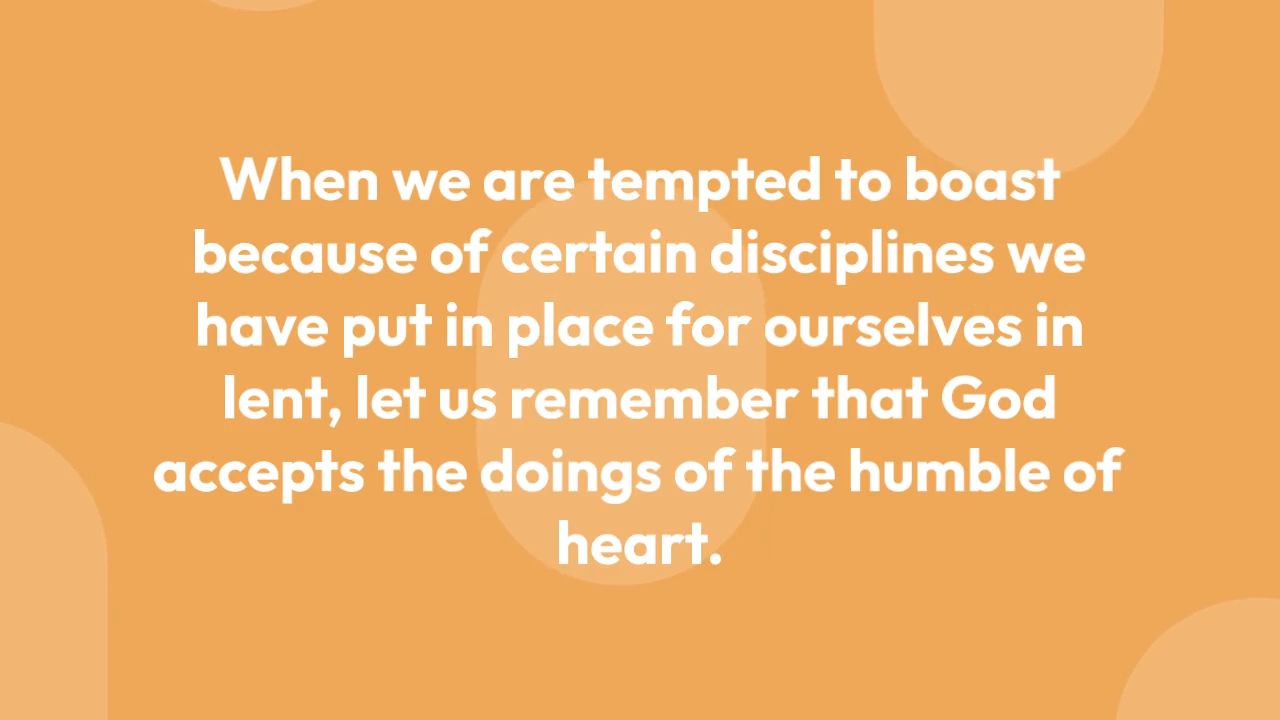 When we are tempted to boast
because of certain disciplines we
have put in place for ourselves in
lent, let us remember that God
accepts the doings of the humble of
heart.